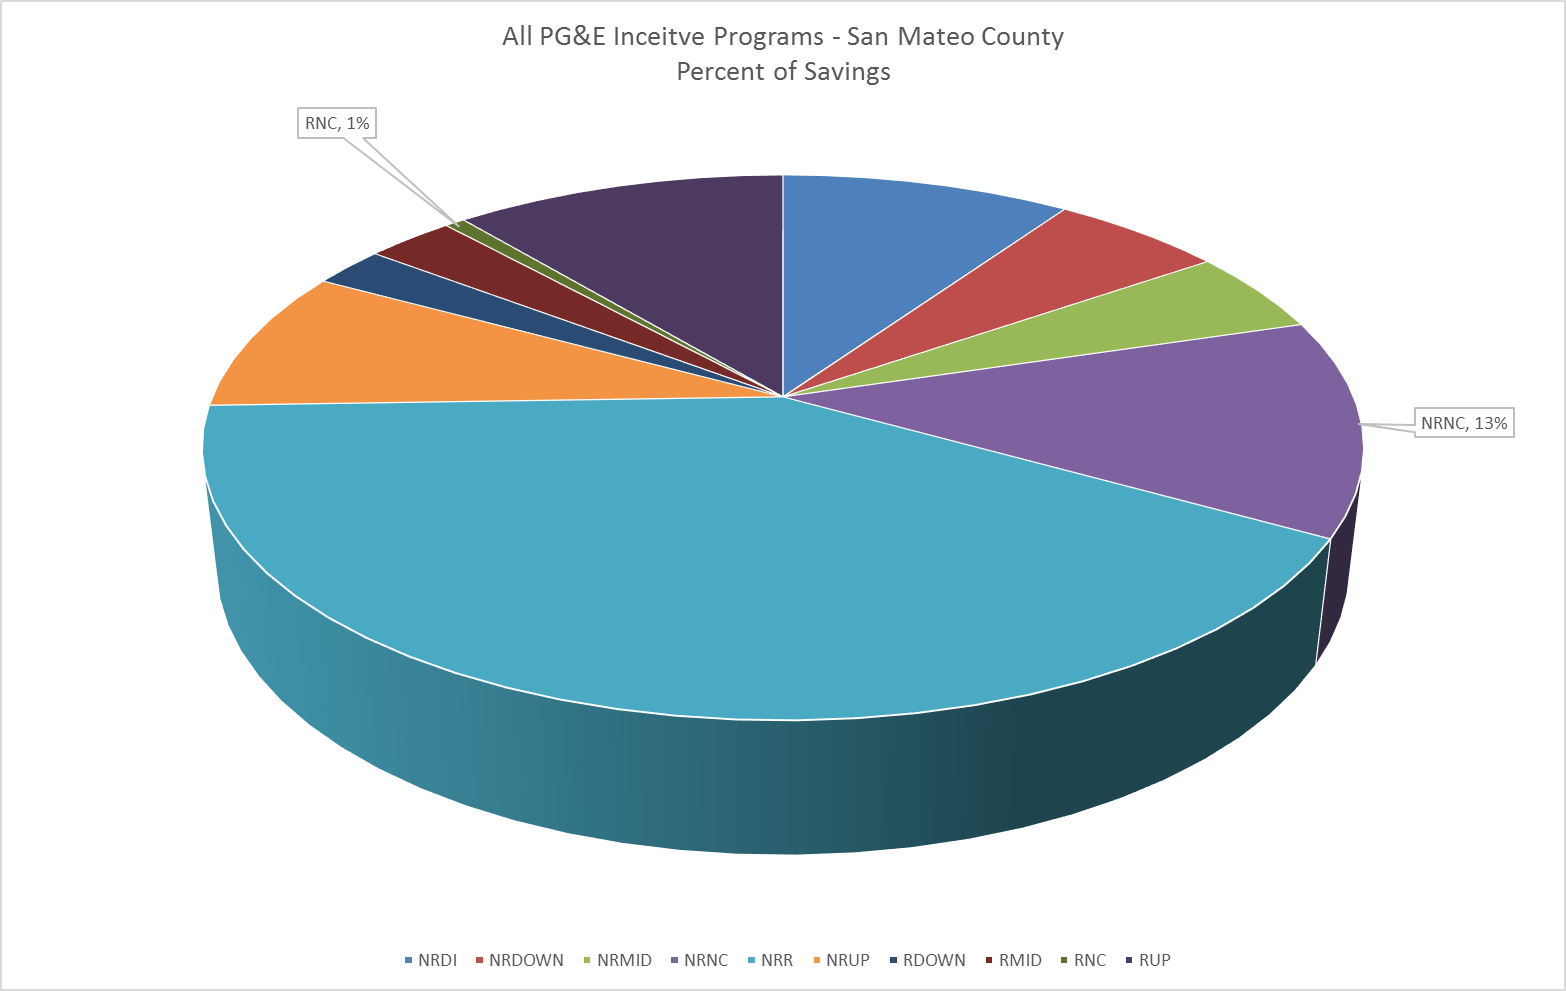 All PG&E Inceitve Programs - San Mateo County
Percent of Savings
RNC, 1%
NRNC, 13%
NRDI NRDOWN NRMID NRNC NRR NRUP RDOWN RMID RNC RUP